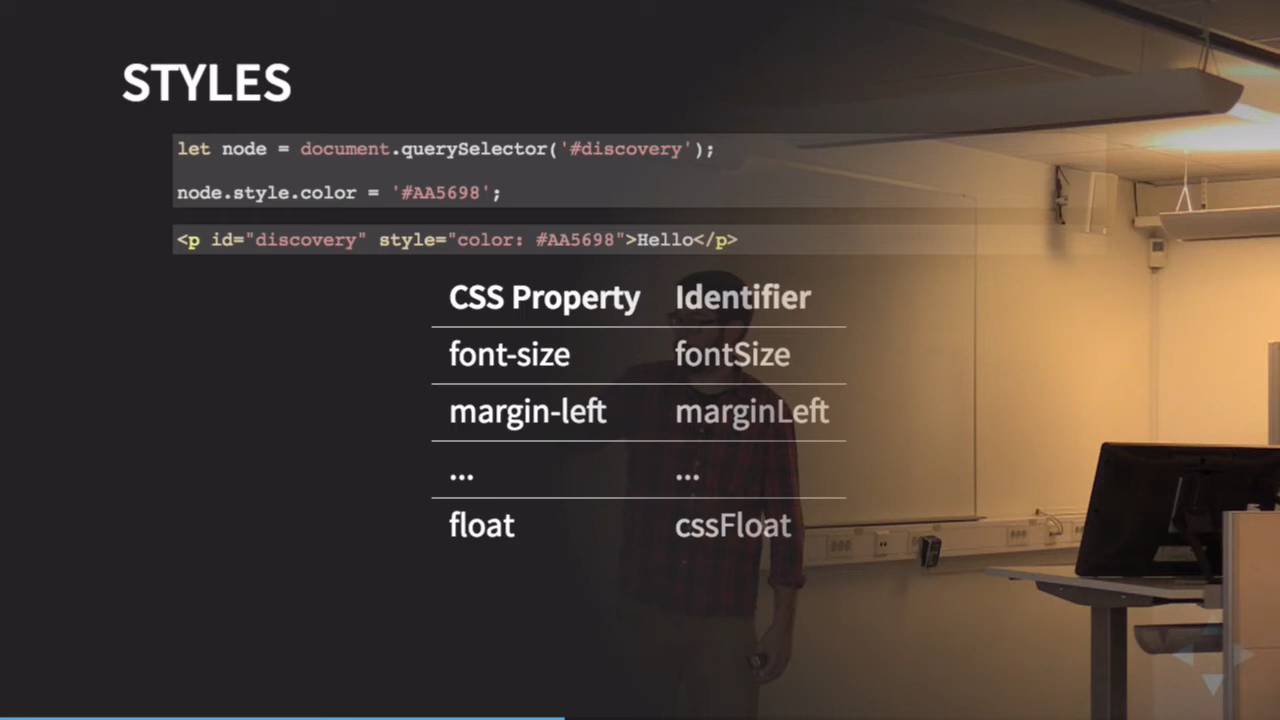 STYLES
let node = document.querySelector('#discovery');
node.style.color = '#AA5698';
<p id="discovery" style="color: #AA5698">Hello</p>
CSS Property Identifier
font-size fontSize
margin-left marginLeft
... ...
float cssFloat